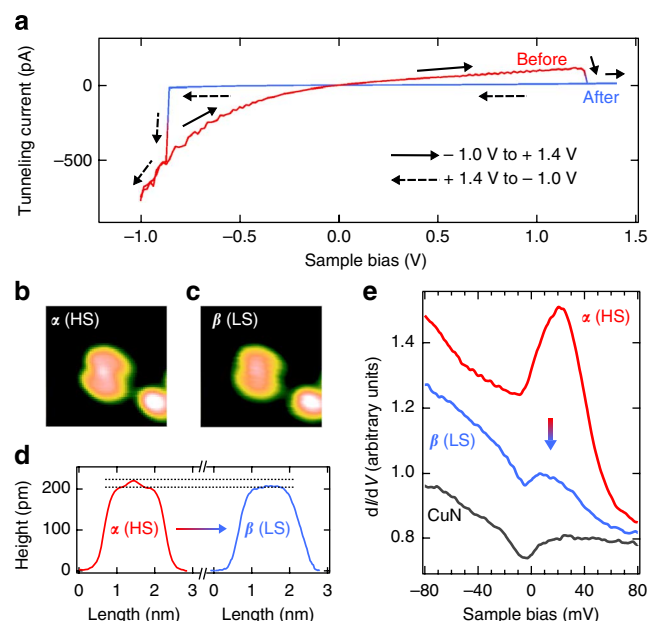 a
Tunneling current (pA)
0
−500
Before
After
− 1.0 V to + 1.4 V
+ 1.4 V to − 1.0 V
−1.0 −0.5 0.0 0.5 1.0 1.5
Sample bias (V)
b
α (HS)
c
β (LS)
d
Height (pm)
200
100
0
α (HS)
β (LS)
0 1 2 3 0 1 2 3
Length (nm) Length (nm)
e
dI/dV (arbitrary units)
1.4
1.2
1.0
0.8
α (HS)
β (LS)
CuN
−80 −40 0 40 80
Sample bias (mV)